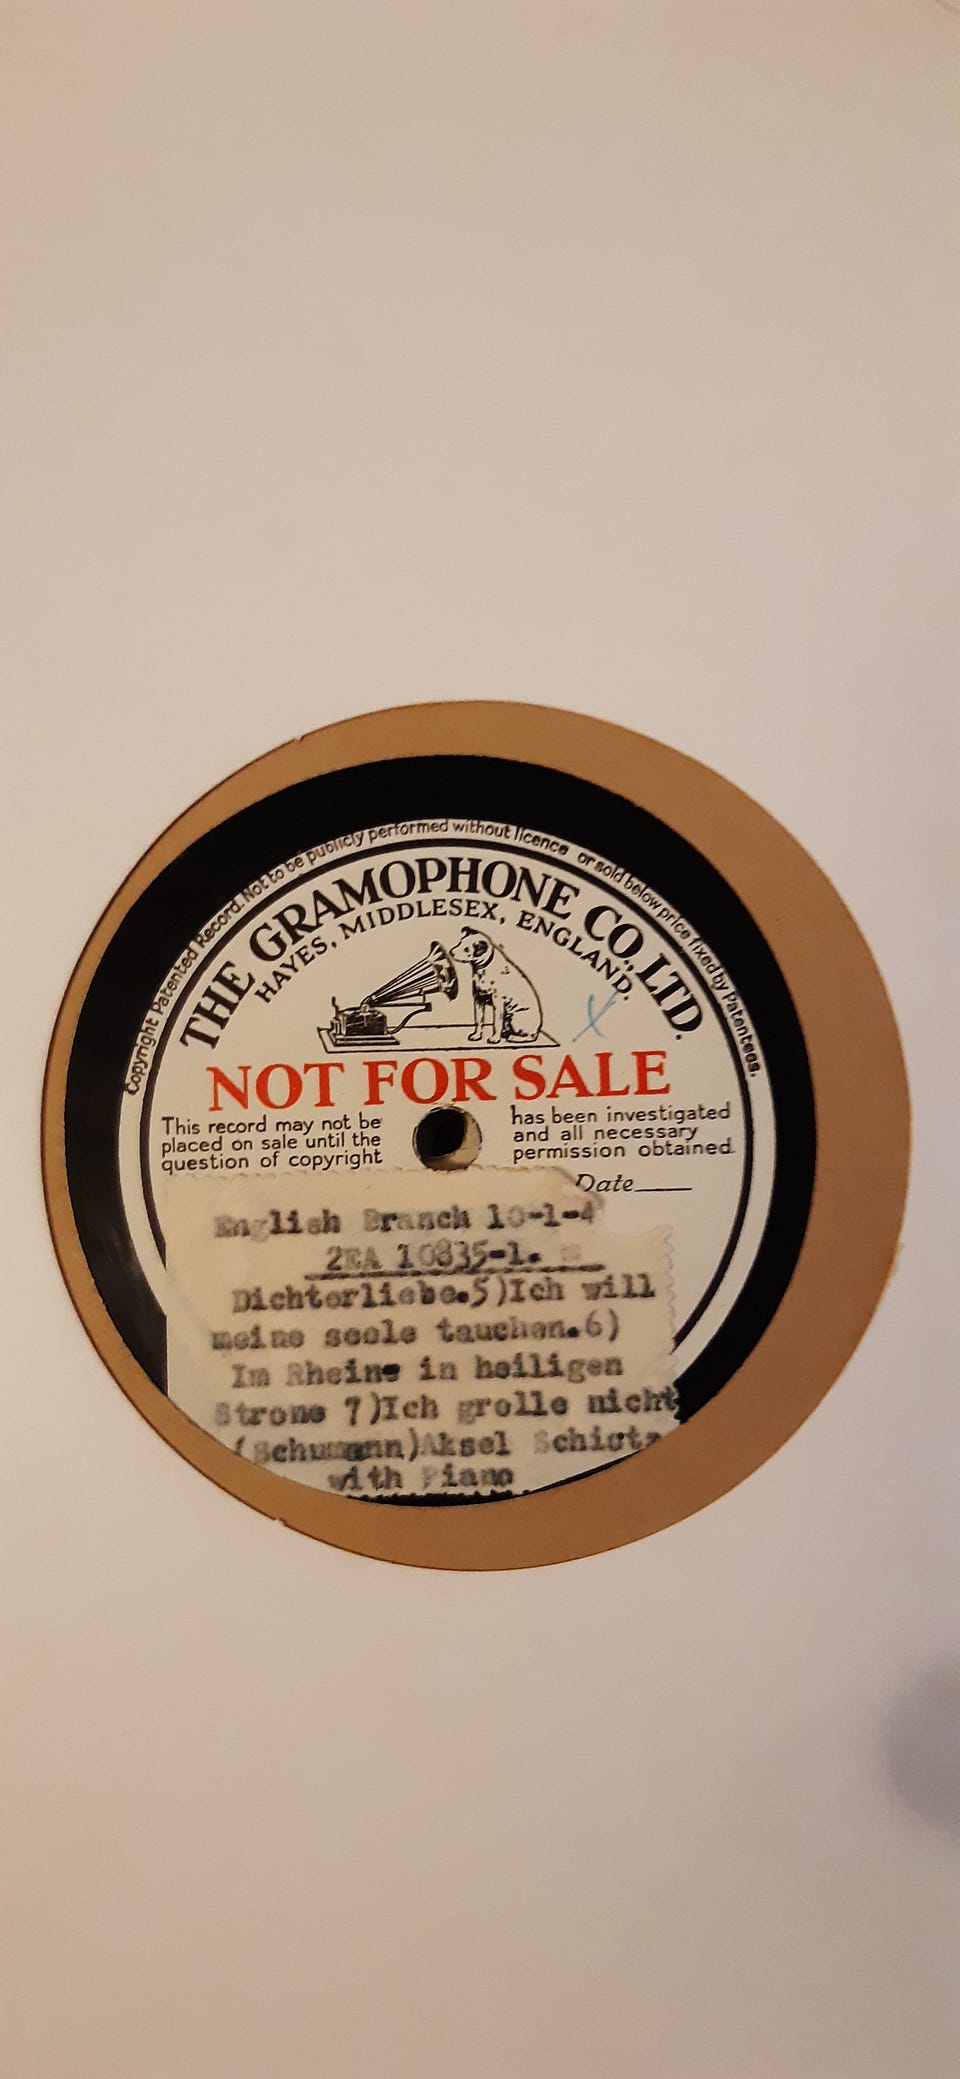 Copyright Patented Record. Not to be publicly performed without licence or sold below price fixed by Patentees.
THE GRAMOPHONE CO., LTD.
HAYES, MIDDLESEX, ENGLAND.
NOT FOR SALE
This record may not be
placed on sale until the
question of copyright
has been investigated
and all necessary
permission obtained.
Date
English Branch 10-1-4
2EA 10835-1.
Dichterliebe.5)Ich will
meine seele tauchen.6)
Im Rheine in heiligen
Strome 7)Ich grolle nicht
(Schumann)Aksel Schiotz
with Piano